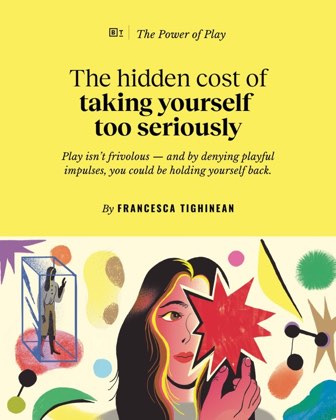 BT | The Power of Play
The hidden cost of
taking yourself
too seriously
Play isn't frivolous — and by denying playful
impulses, you could be holding yourself back.
By FRANCESCA TIGHINEAN